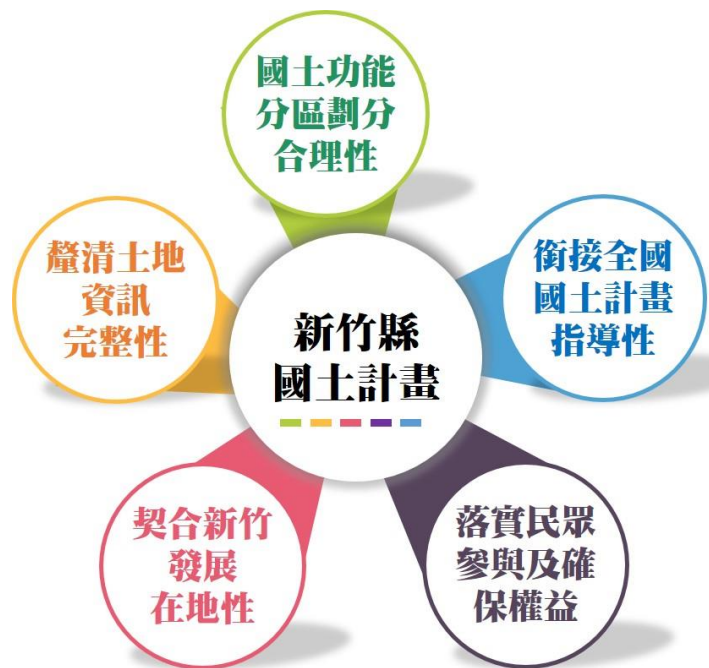 國土功能
分區劃分
合理性
釐清土地
資訊
完整性
銜接全國
國土計畫
指導性
新竹縣
國土計畫
契合新竹
發展
在地性
落實民眾
參與及確
保權益